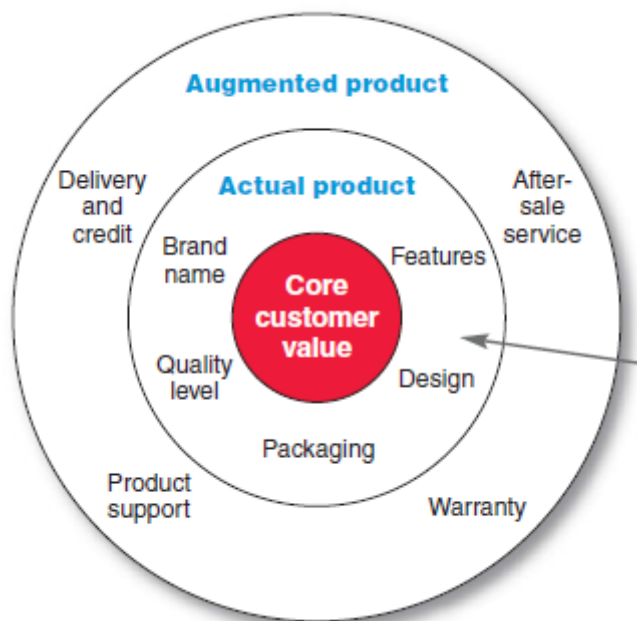 Augmented product
Actual product
Delivery
and
credit
After-
sale
service
Brand
name
Features
Core
customer
value
Quality
level
Design
Packaging
Product
support
Warranty